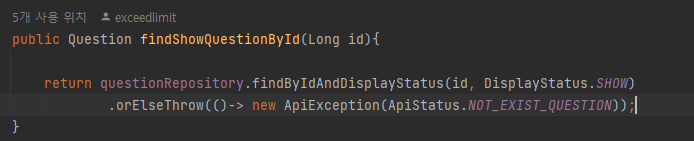 5개 사용 위치 exceedlimit
public Question findShowQuestionById(Long id){
return questionRepository.findByIdAndDisplayStatus(id, DisplayStatus.SHOW)
.orElseThrow(()-> new ApiException(ApiStatus.NOT_EXIST_QUESTION));
}